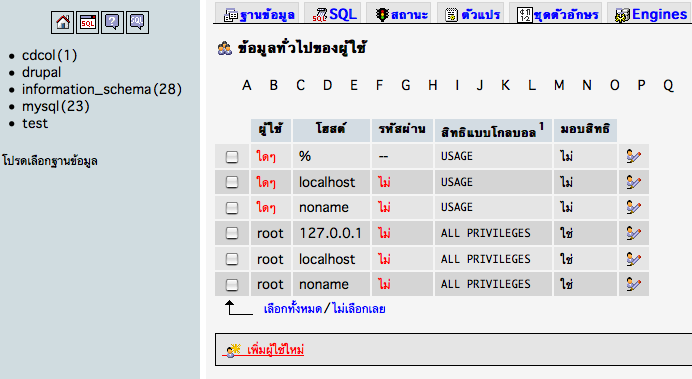 ฐานข้อมูล SQL สถานะ ตัวแปร ชุดตัวอักษร Engines
SQL SQL
cdcol (1)
drupal
information_schema (28)
mysql (23)
test
โปรดเลือกฐานข้อมูล
ข้อมูลทั่วไปของผู้ใช้
A B C D E F G H I J K L M N O P Q
ผู้ใช้ โฮสต์ รหัสผ่าน สิทธิแบบโกลบอล 1 มอบสิทธิ
ใดๆ % -- USAGE ไม่
ใดๆ localhost ไม่ USAGE ไม่
ใดๆ noname ไม่ USAGE ไม่
root 127.0.0.1 ไม่ ALL PRIVILEGES ใช่
root localhost ไม่ ALL PRIVILEGES ใช่
root noname ไม่ ALL PRIVILEGES ใช่
เลือกทั้งหมด / ไม่เลือกเลย
เพิ่มผู้ใช้ใหม่